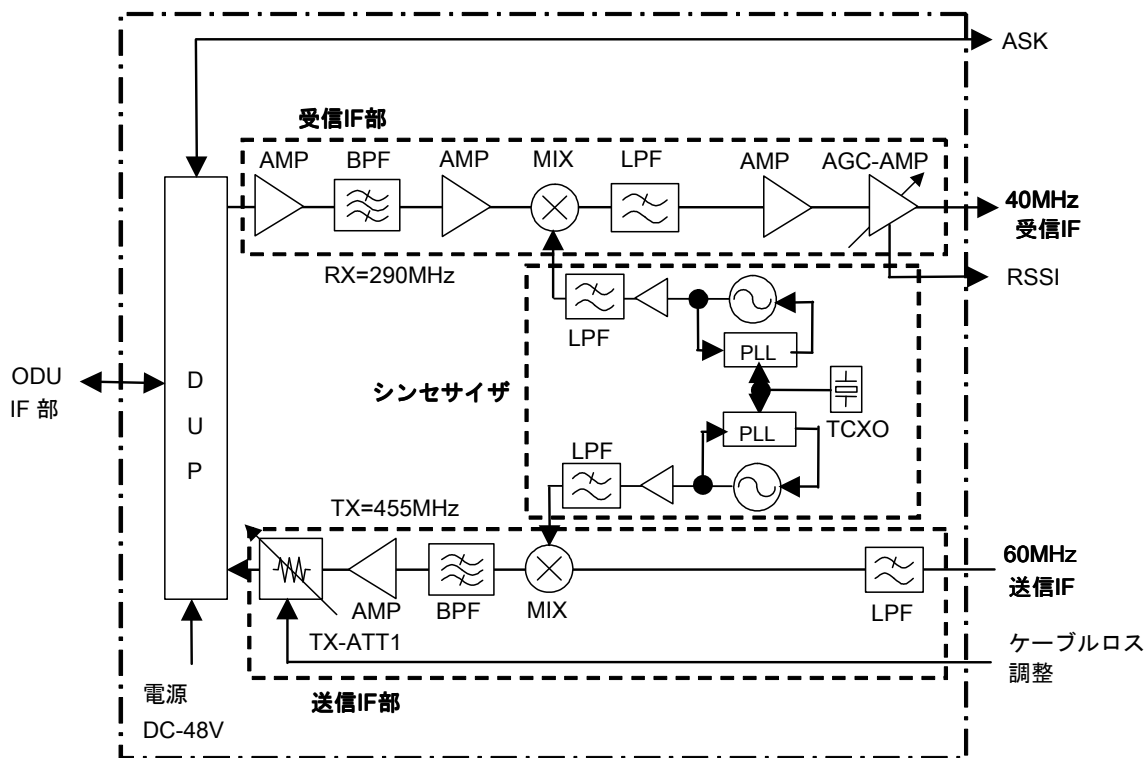 ASK
受信IF部
AMP
BPF
AMP
MIX
LPF
AMP
AGC-AMP
40MHz
受信IF
RX=290MHz
RSSI
LPF
PLL
ODU
IF 部
D
U
P
シンセサイザ
TCXO
PLL
LPF
TX=455MHz
60MHz
送信IF
AMP
BPF
MIX
LPF
TX-ATT1
ケーブルロス
調整
電源
DC-48V
送信IF部